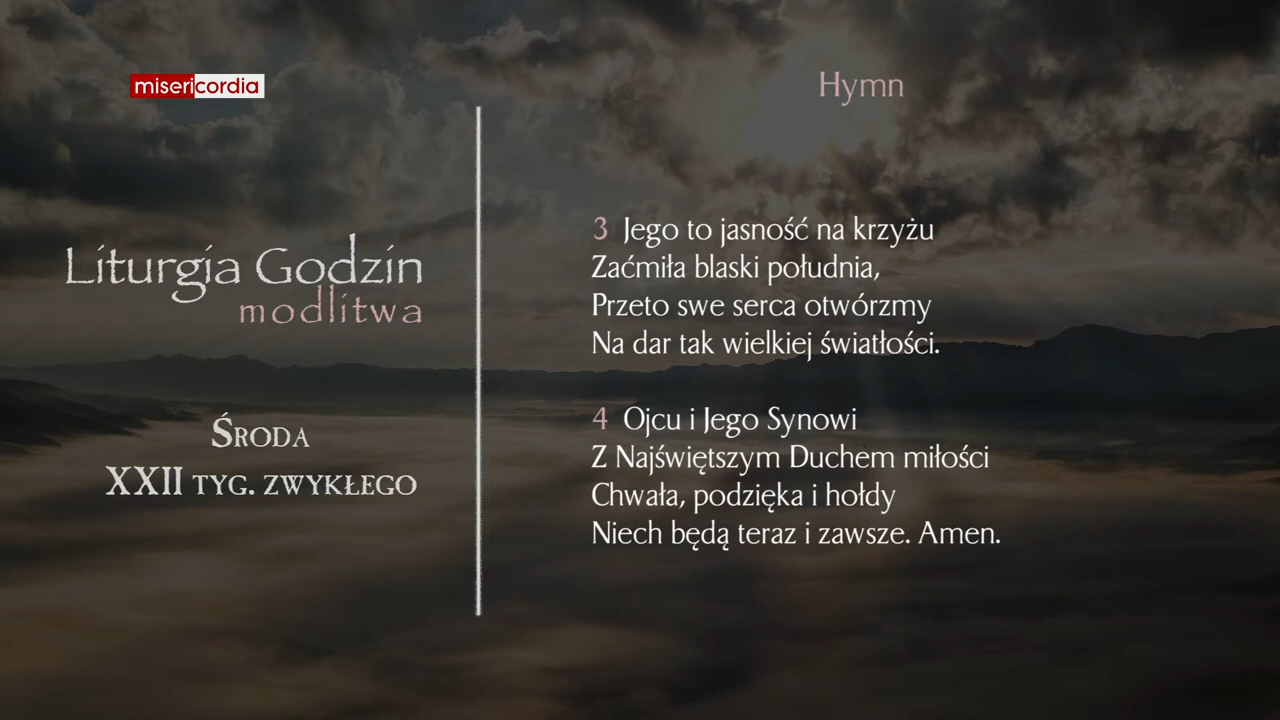 misericordia
Liturgia Godzin
modlitwa
Środa
XXII tyg. zwykłego
Hymn
3 Jego to jasność na krzyżu
Zaćmiła blaski południa,
Przeto swe serca otwórzmy
Na dar tak wielkiej światłości.
4 Ojcu i Jego Synowi
Z Najświętszym Duchem miłości
Chwała, podzięka i hołdy
Niech będą teraz i zawsze. Amen.